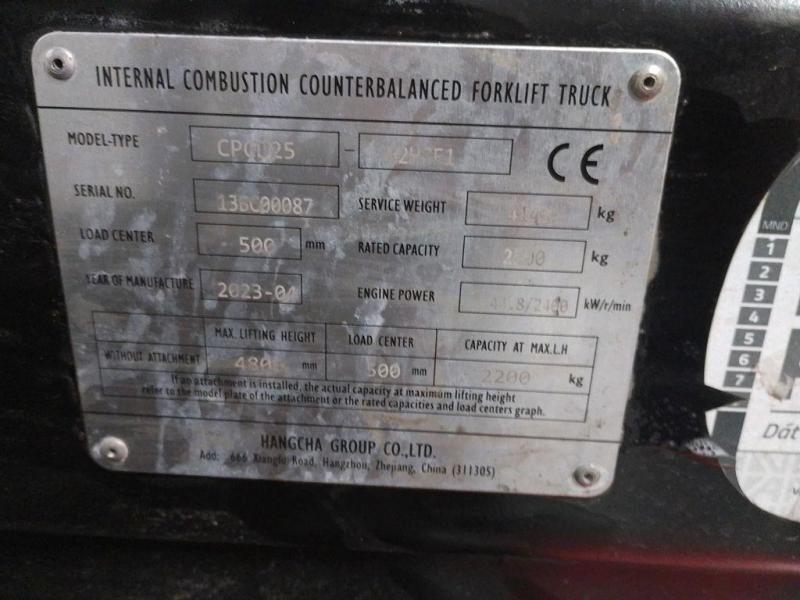 INTERNAL COMBUSTION COUNTERBALANCED FORKLIFT TRUCK
MODEL-TYPE -
CE
SERIAL NO.
SERVICE WEIGHT kg
LOAD CENTER 500 mm
RATED CAPACITY kg
YEAR OF MANUFACTURE 2023-04
ENGINE POWER kW/r/min
MAX. LIFTING HEIGHT LOAD CENTER CAPACITY AT MAX.L.H
WITHOUT ATTACHMENT 4800 mm 500 mm 2200 kg
If an attachment is installed, the actual capacity at maximum lifting height
refer to the model plate of the attachment or the rated capacities and load centers graph.
HANGCHA GROUP CO.,LTD.
Add: 666 Xiangfu Road, Hangzhou, Zhejiang, China (311305)
MND
1
2
3
4
5
6
7